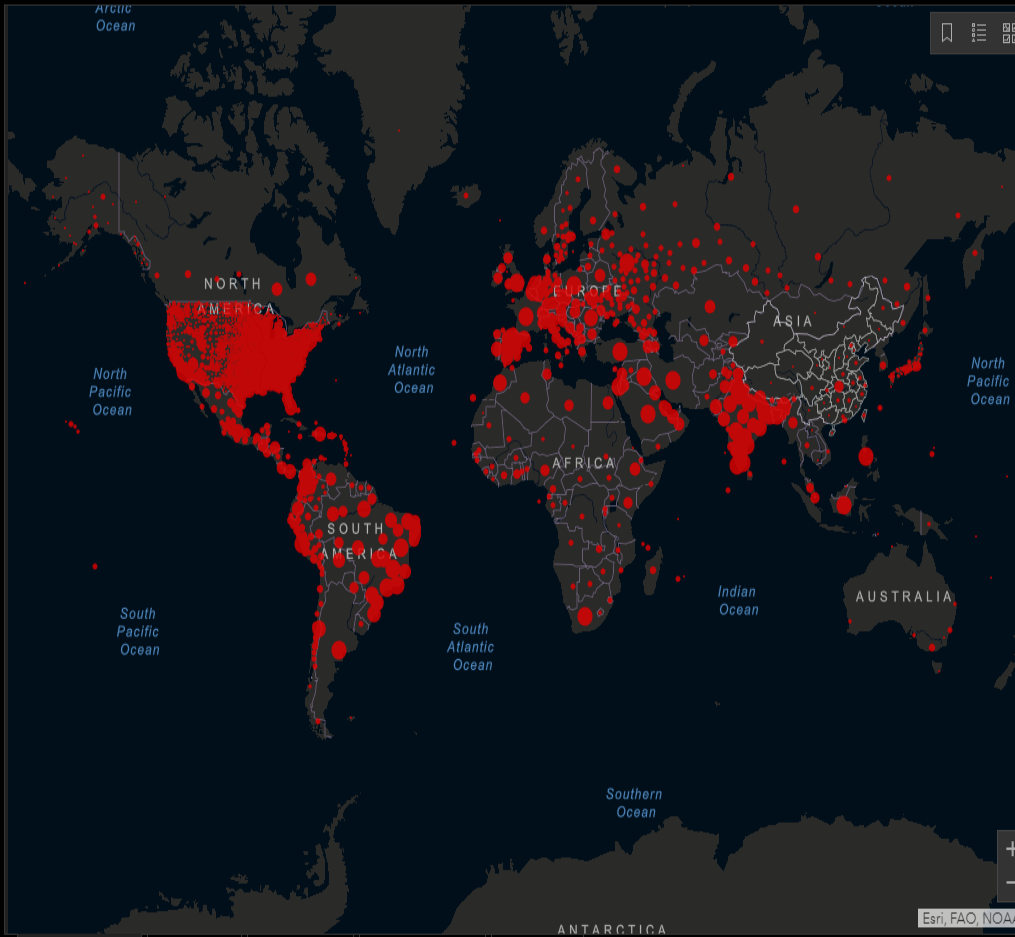 Arctic
Ocean
NORTH
AMERICA
EUROPE
ASIA
North
Pacific
Ocean
North
Atlantic
Ocean
North
Pacific
Ocean
AFRICA
SOUTH
AMERICA
Indian
Ocean
AUSTRALIA
South
Pacific
Ocean
South
Atlantic
Ocean
Southern
Ocean
Esri, FAO, NOAA
ANTARCTICA